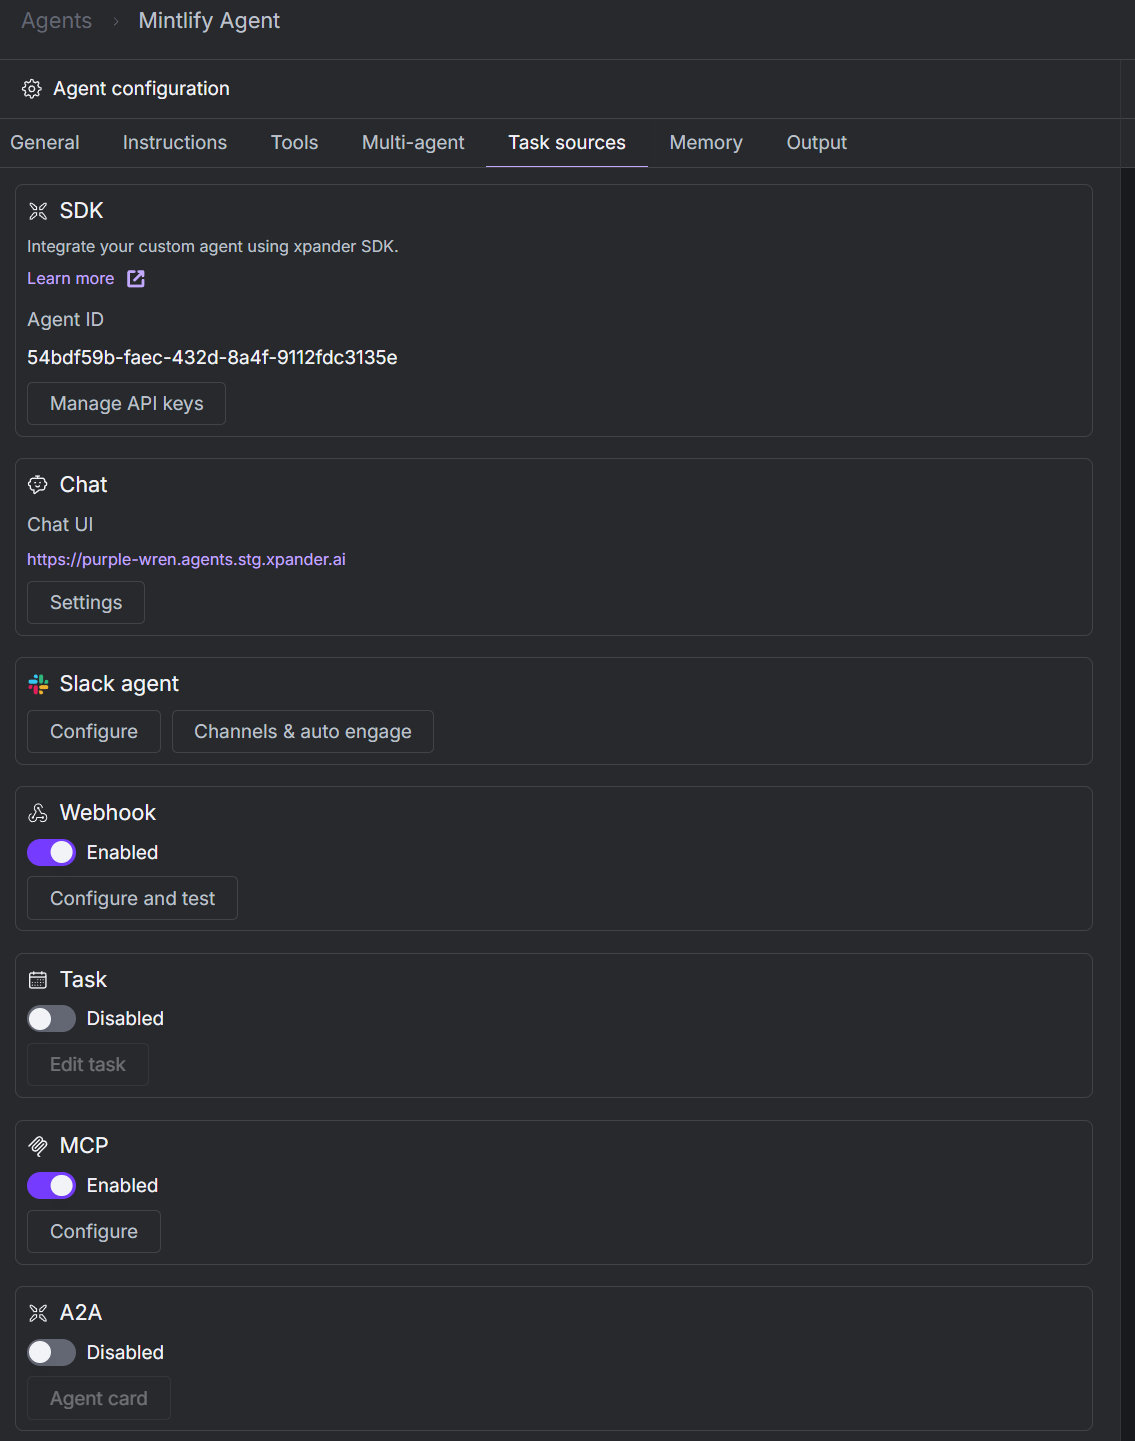 Agents > Mintlify Agent
Agent configuration
General Instructions Tools Multi-agent Task sources Memory Output
SDK
Integrate your custom agent using xpander SDK.
Learn more
Agent ID
54bdf59b-faec-432d-8a4f-9112fdc3135e
Manage API keys
Chat
Chat UI
https://purple-wren.agents.stg.xpander.ai
Settings
Slack agent
Configure Channels & auto engage
Webhook
Enabled
Configure and test
Task
Disabled
Edit task
MCP
Enabled
Configure
A2A
Disabled
Agent card